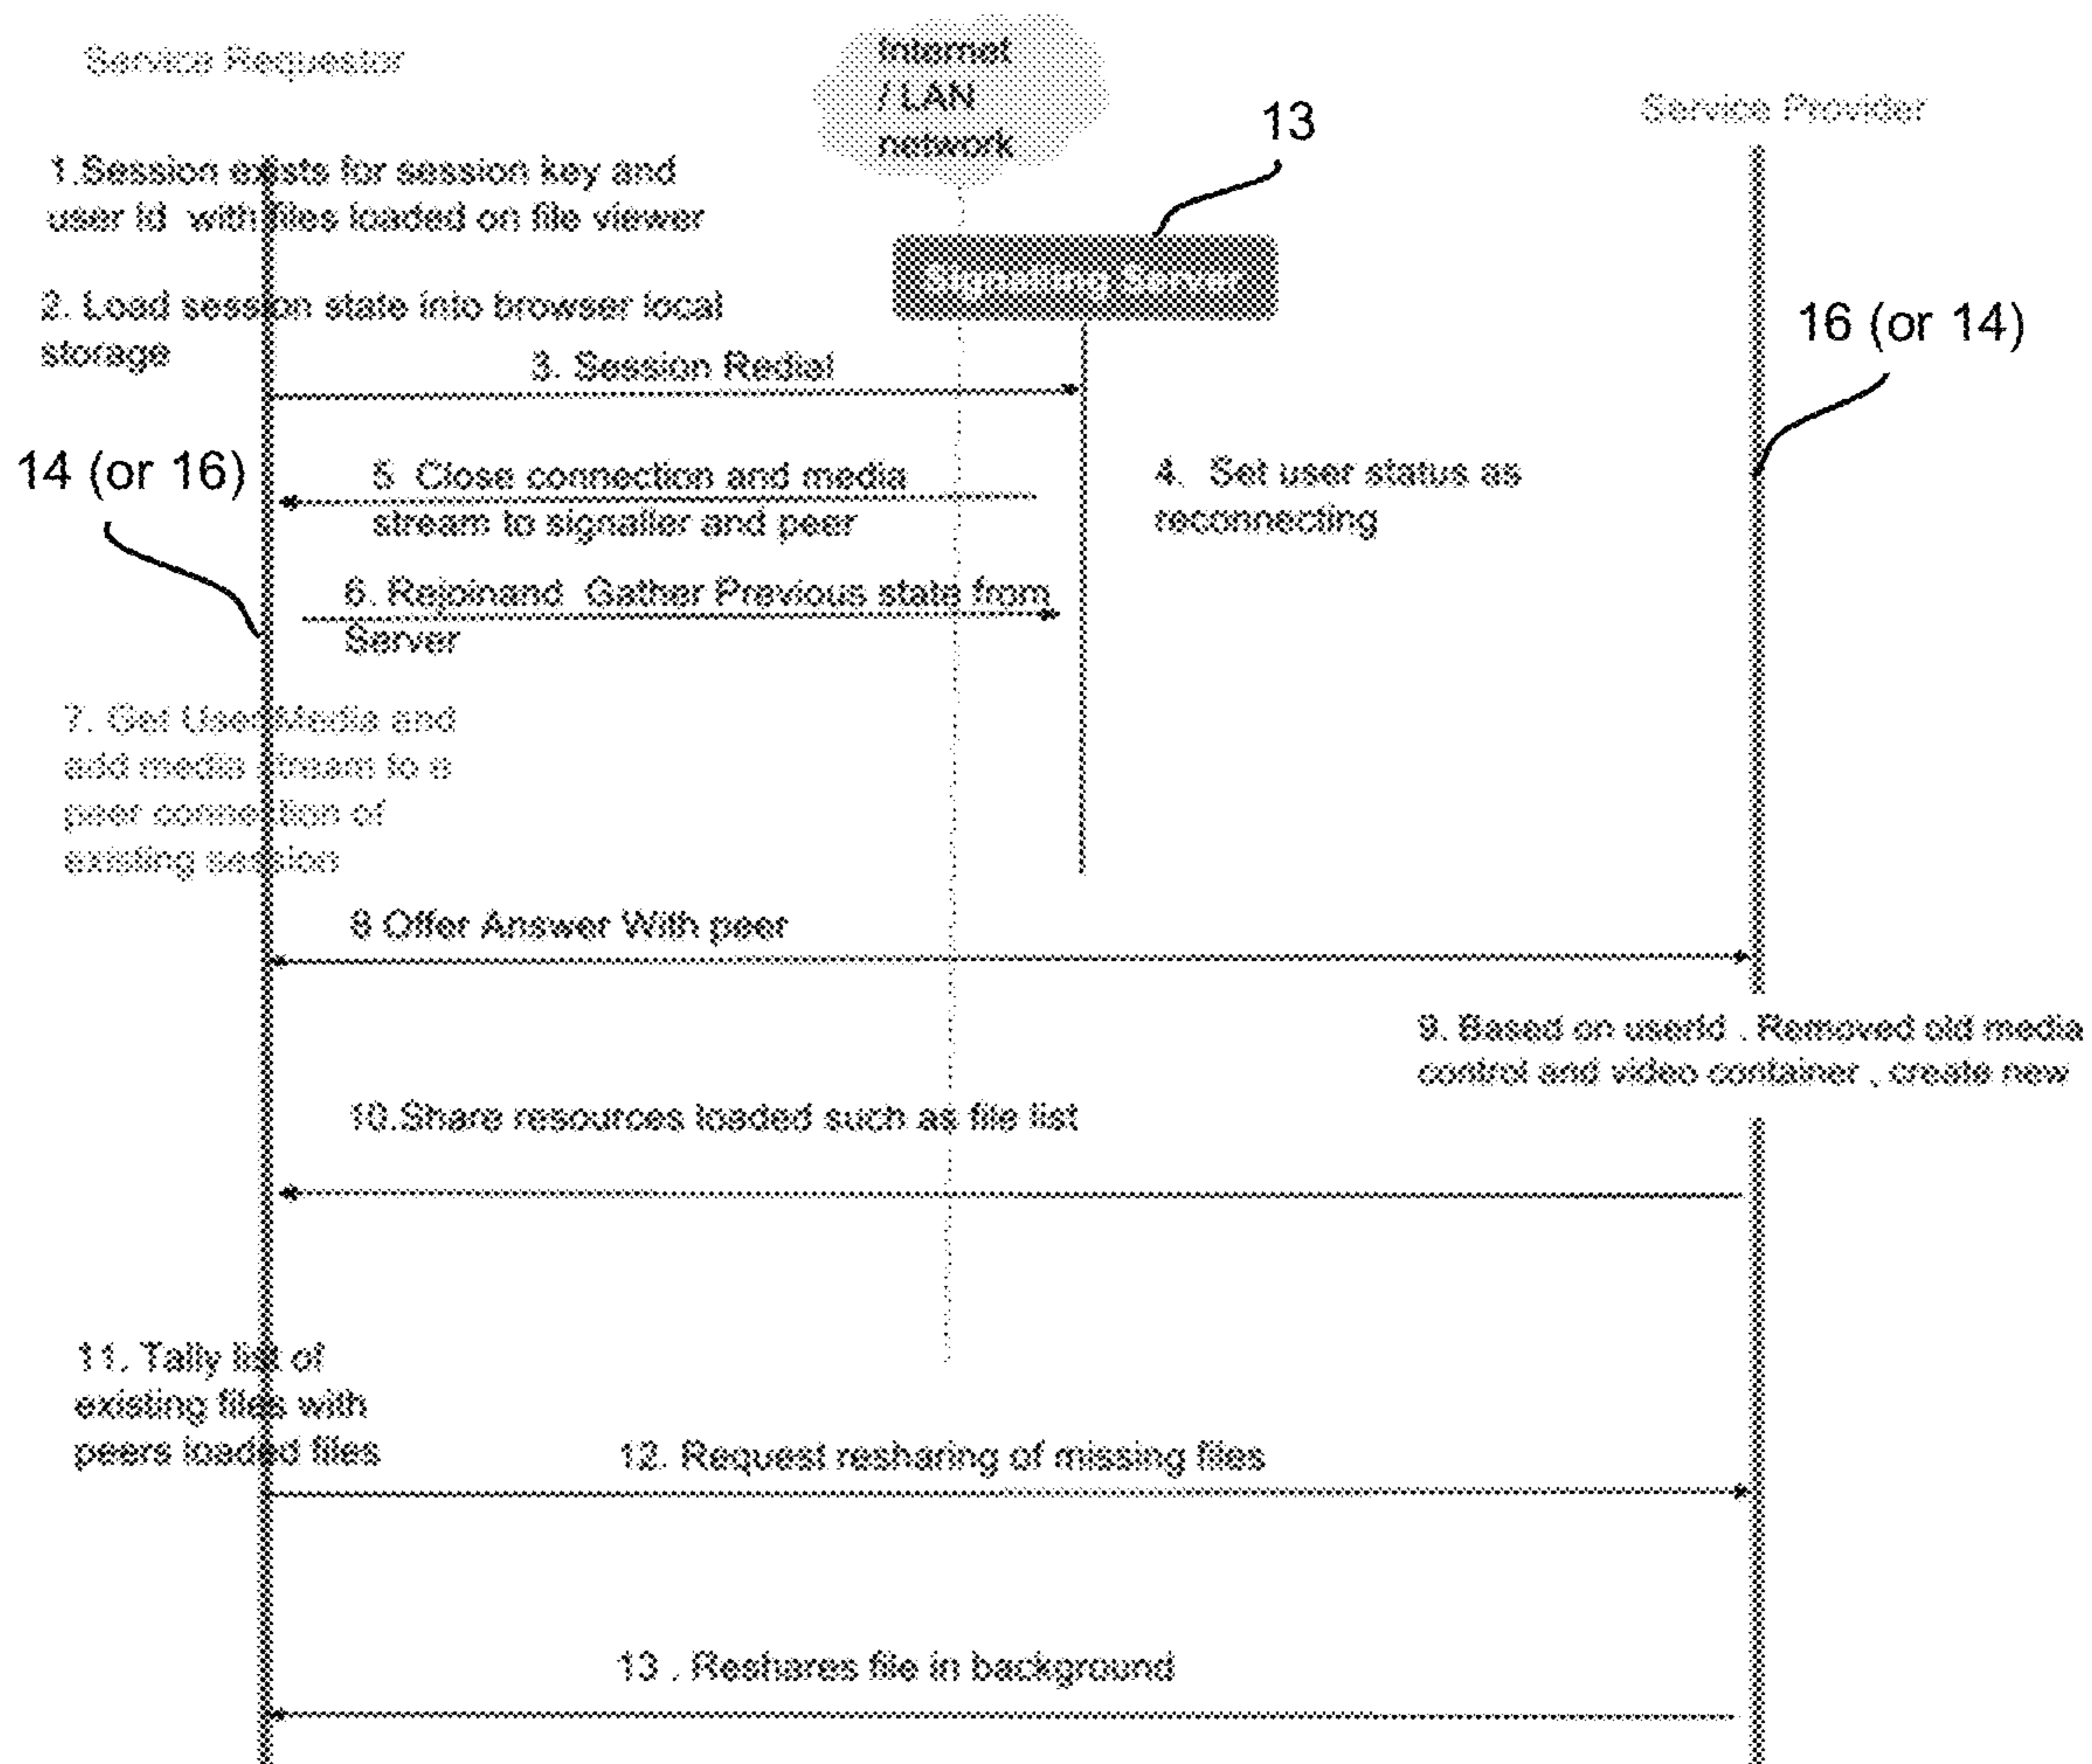 Service Requestor
Internet
/ LAN
network
Service Provider
13
1.Session exists for session key and
user id with files loaded on file viewer
Signalling Server
2. Load session state into browser local
storage
16 (or 14)
3. Session Redial
14 (or 16)
5 Close connection and media
stream to signaller and peer
4. Set user status as
reconnecting
6. Rejoinand Gather Previous state from
Server
7. Get UserMedia and
add media stream to a
peer connection of
existing session
8 Offer Answer With peer
9. Based on userId . Removed old media
control and video container , create new
10.Share resources loaded such as file list
11. Tally list of
existing files with
peers loaded files
12. Request resharing of missing files
13 . Reshares file in background